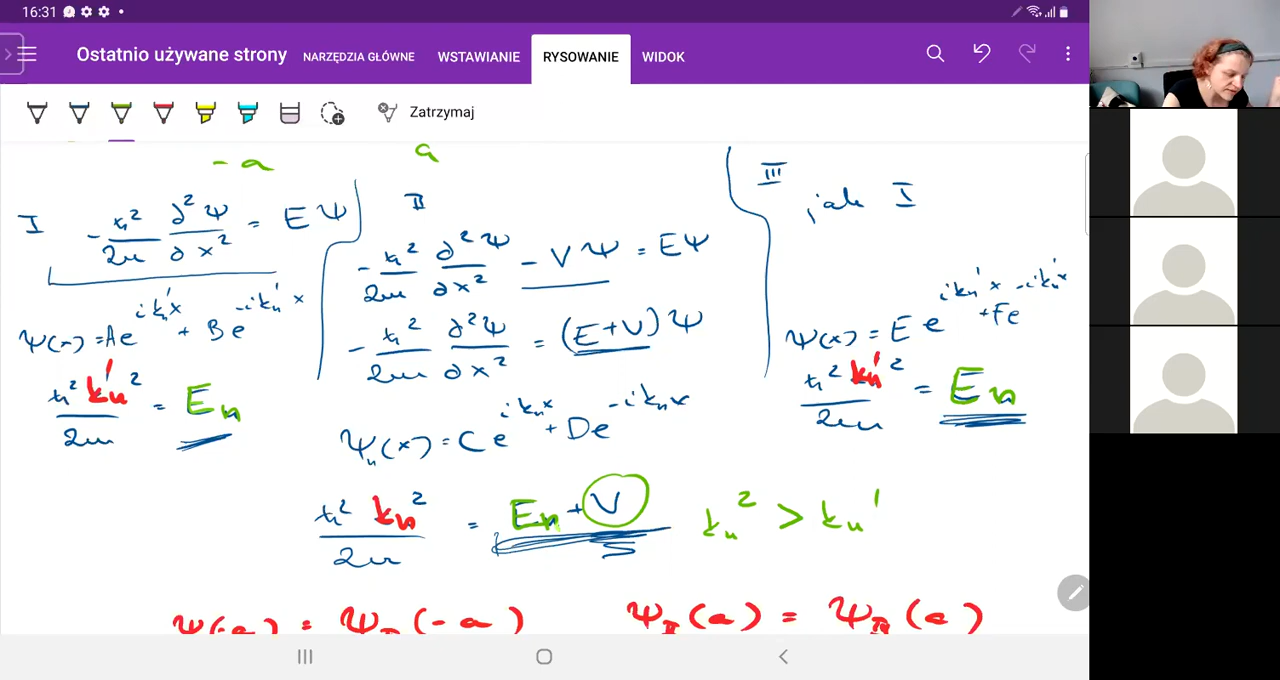 16:31
Ostatnio używane strony NARZĘDZIA GŁÓWNE WSTAWIANIE RYSOWANIE WIDOK
Zatrzymaj
-a a
I -ħ²/2m ∂²Ψ/∂x² = EΨ
II
-ħ²/2m ∂²Ψ/∂x² - VΨ = EΨ
-ħ²/2m ∂²Ψ/∂x² = (E+V)Ψ
III jak I
Ψ(x) = Ae^{ik'ₙx} + Be^{-ik'ₙx}
ħ²k'ₙ²/2m = Eₙ
Ψ(x) = E e^{ik'ₙx} + Fe^{-ik'ₙx}
ħ²k'ₙ²/2m = Eₙ
Ψₙ(x) = Ce^{ikₙx} + De^{-ikₙx}
ħ²kₙ²/2m = Eₙ + V kₙ² > kₙ'
Ψ(-a) = Ψ_II(-a) Ψ_II(a) = Ψ_III(a)